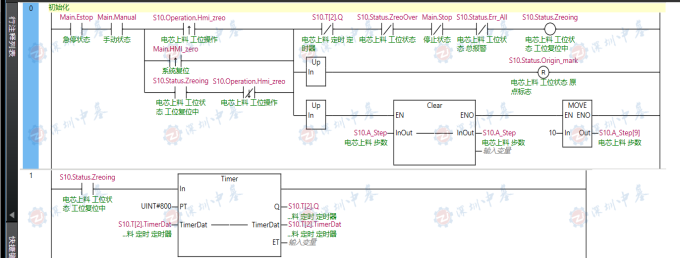 行注释列表
0
初始化
Main.Estop
急停状态
Main.Manual
手动状态
S10.Operation.Hmi_zreo
电芯上料 工位操作
S10.T[2].Q
电芯上料 定时 定
时器
S10.Status.ZreoOver
电芯上料 工位状态
Main.Stop
停止状态
S10.Status.Err_All
电芯上料 工位状
态 总报警
S10.Status.Zreoing
电芯上料 工位状
态 工位复位中
Main.HMI_zero
系统复位
S10.Status.Zreoing
电芯上料 工位状
态 工位复位中
S10.Operation.Hmi_zreo
电芯上料 工位操作
Up
In
S10.Status.Origin_mark
R
电芯上料 工位状态 原
点标志
Up
In
Clear
EN
ENO
S10.A_Step
InOut
InOut
S10.A_Step
电芯上料 步数
电芯上料 步数
输入变量
MOVE
EN
ENO
10
In
Out
S10.A_Step[9]
电芯上料 步数
1
S10.Status.Zreoing
电芯上料 工位状
态 工位复位中
Timer
In
UINT#800
PT
Q
S10.T[2].Q
...料 定时 定时器
S10.T[2].TimerDat
TimerDat
TimerDat
S10.T[2].TimerDat
...料 定时 定时器
...料 定时 定时器
ET
输入变量